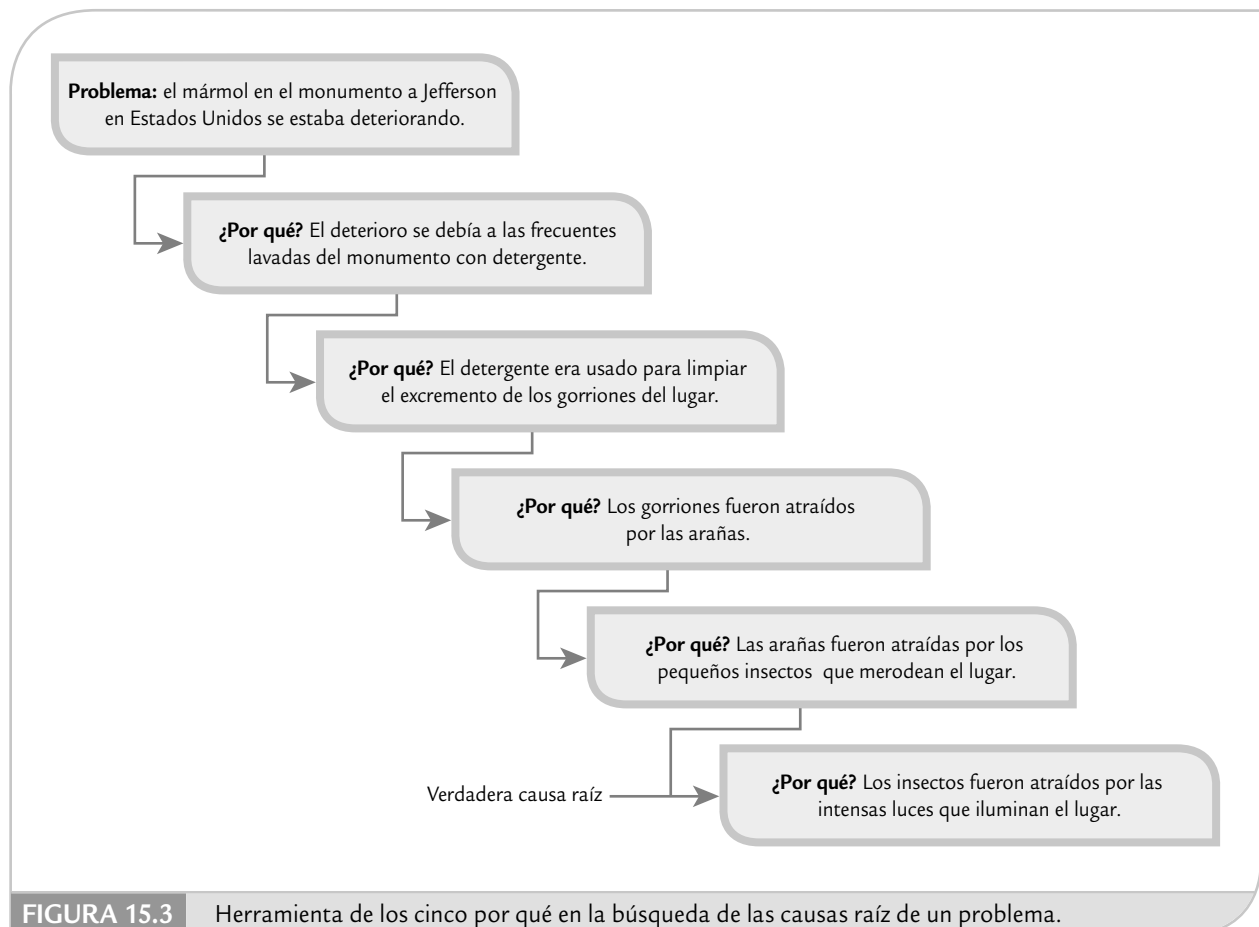 Problema: el mármol en el monumento a Jefferson
en Estados Unidos se estaba deteriorando.
¿Por qué? El deterioro se debía a las frecuentes
lavadas del monumento con detergente.
¿Por qué? El detergente era usado para limpiar
el excremento de los gorriones del lugar.
¿Por qué? Los gorriones fueron atraídos
por las arañas.
¿Por qué? Las arañas fueron atraídas por los
pequeños insectos que merodean el lugar.
Verdadera causa raíz
¿Por qué? Los insectos fueron atraídos por las
intensas luces que iluminan el lugar.
FIGURA 15.3 Herramienta de los cinco por qué en la búsqueda de las causas raíz de un problema.